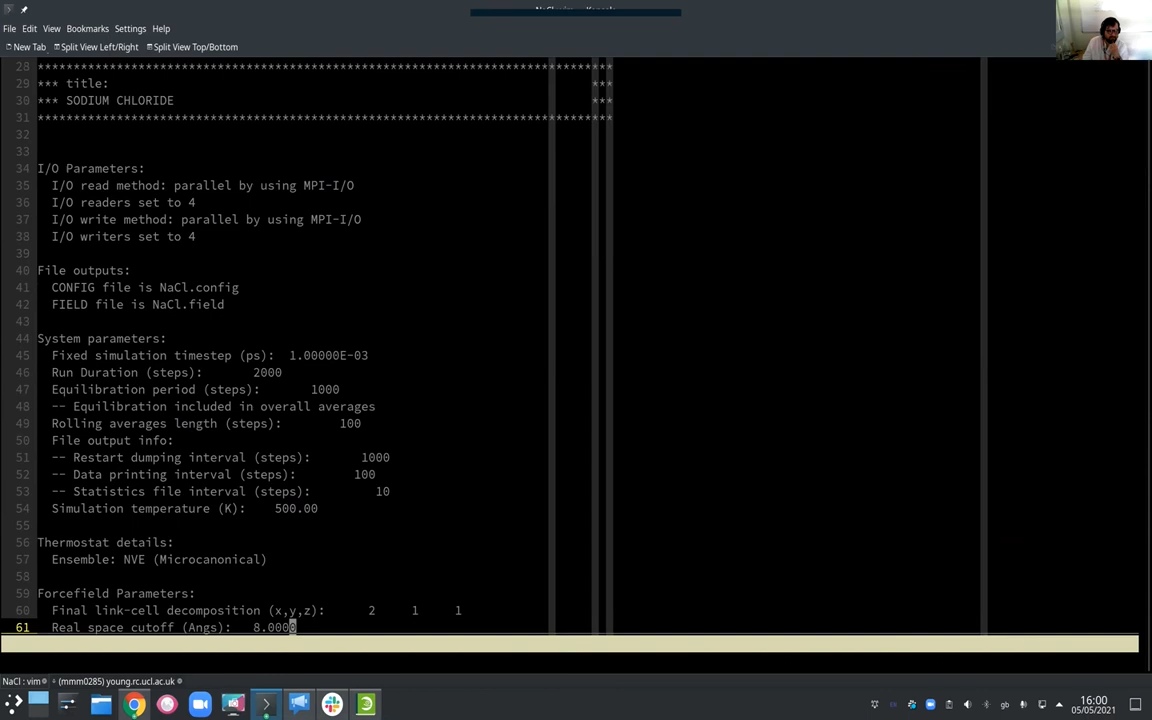 File Edit View Bookmarks Settings Help
New Tab Split View Left/Right Split View Top/Bottom
28 ********************************************************************************
29 *** title: ***
30 *** SODIUM CHLORIDE ***
31 ********************************************************************************
32
33
34 I/O Parameters:
35 I/O read method: parallel by using MPI-I/O
36 I/O readers set to 4
37 I/O write method: parallel by using MPI-I/O
38 I/O writers set to 4
39
40 File outputs:
41 CONFIG file is NaCl.config
42 FIELD file is NaCl.field
43
44 System parameters:
45 Fixed simulation timestep (ps): 1.00000E-03
46 Run Duration (steps): 2000
47 Equilibration period (steps): 1000
48 -- Equilibration included in overall averages
49 Rolling averages length (steps): 100
50 File output info:
51 -- Restart dumping interval (steps): 1000
52 -- Data printing interval (steps): 100
53 -- Statistics file interval (steps): 10
54 Simulation temperature (K): 500.00
55
56 Thermostat details:
57 Ensemble: NVE (Microcanonical)
58
59 Forcefield Parameters:
60 Final link-cell decomposition (x,y,z): 2 1 1
61 Real space cutoff (Angs): 8.0000
NaCl : vim (mmm0285) young.rc.ucl.ac.uk
gb 16:00
05/05/2021